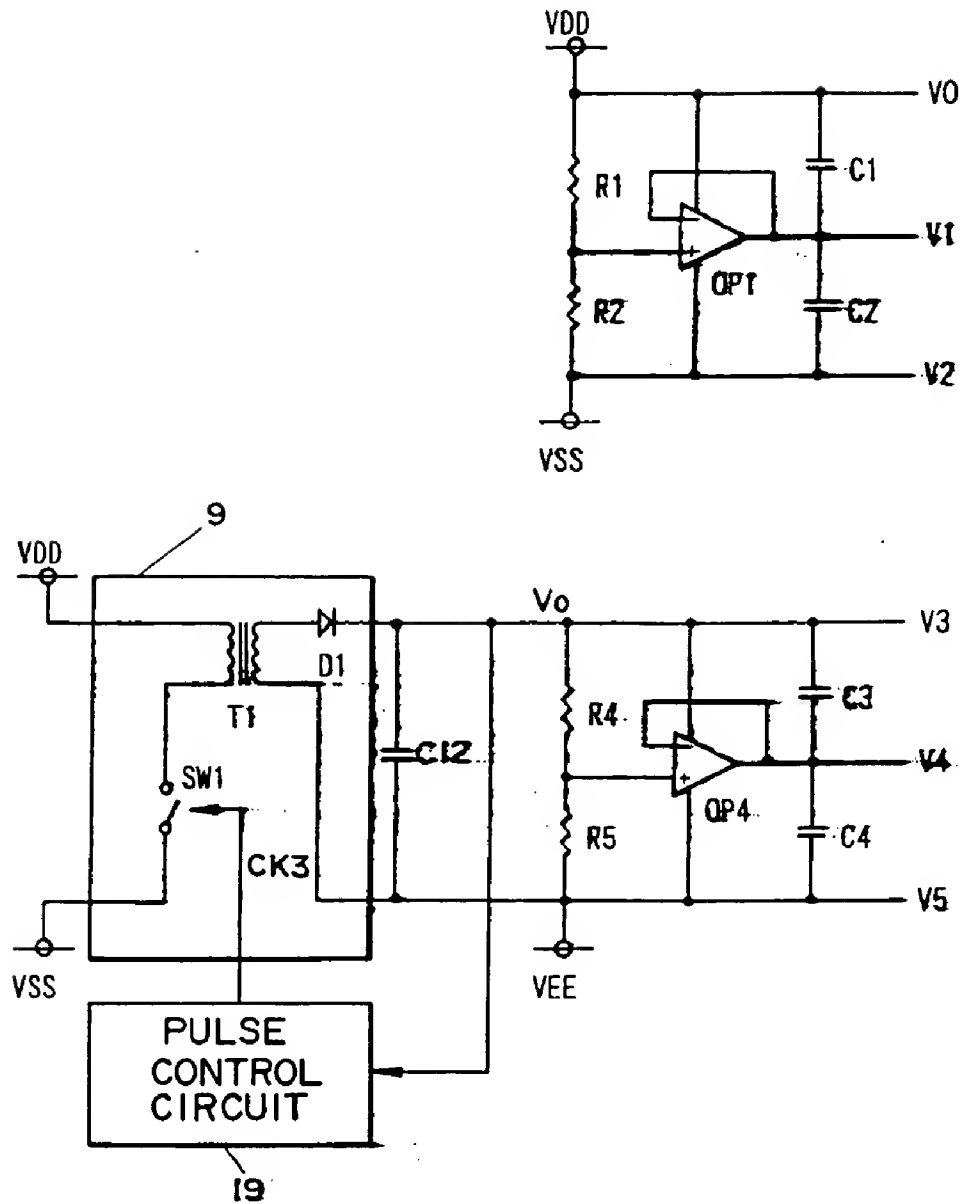 VDD
V0
R1
C1
V1
OP1
R2
C2
V2
VSS
9
VDD
Vo
V3
D1
T1
R4
C3
C12
V4
SW1
OP4
R5
C4
CK3
V5
VSS
VEE
PULSE
CONTROL
CIRCUIT
19